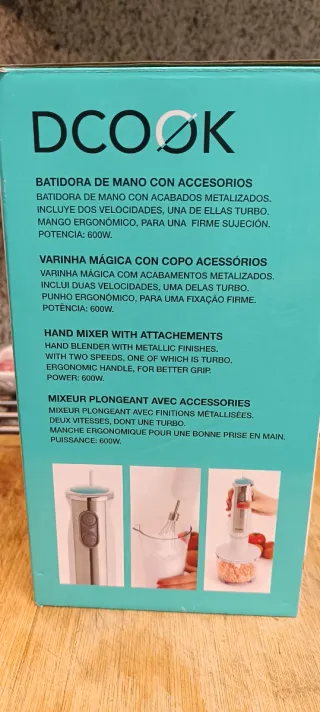 DCOOK
BATIDORA DE MANO CON ACCESORIOS
BATIDORA DE MANO CON ACABADOS METALIZADOS.
INCLUYE DOS VELOCIDADES, UNA DE ELLAS TURBO.
MANGO ERGONÓMICO, PARA UNA FIRME SUJECIÓN.
POTENCIA: 600W.
VARINHA MÁGICA COM COPO ACESSÓRIOS
VARINHA MÁGICA COM ACABAMENTOS METALIZADOS.
INCLUI DUAS VELOCIDADES, UMA DELAS TURBO.
PUNHO ERGONÔMICO, PARA UMA FIXAÇÃO FIRME.
POTÊNCIA: 600W.
HAND MIXER WITH ATTACHEMENTS
HAND BLENDER WITH METALLIC FINISHES.
WITH TWO SPEEDS, ONE OF WHICH IS TURBO.
ERGONOMIC HANDLE, FOR BETTER GRIP.
POWER: 600W.
MIXEUR PLONGEANT AVEC ACCESSORIES
MIXEUR PLONGEANT AVEC FINITIONS MÉTALLISÉES.
DEUX VITESSES, DONT UNE TURBO.
MANCHE ERGONOMIQUE POUR UNE BONNE PRISE EN MAIN.
PUISSANCE: 600W.